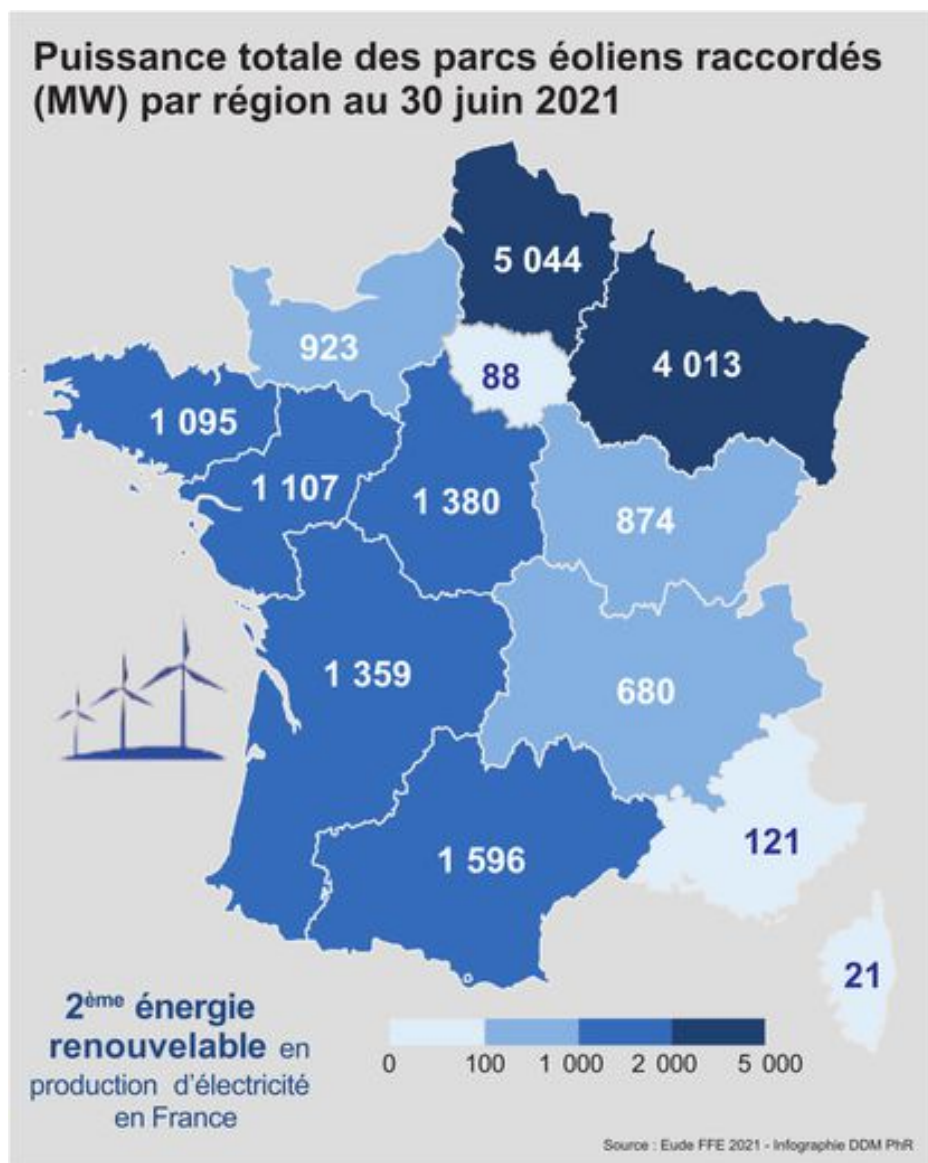 Puissance totale des parcs éoliens raccordés
(MW) par région au 30 juin 2021
5 044
923
88
4 013
1 095
1 107
1 380
874
1 359
680
1 596
121
21
2ème énergie
renouvelable en
production d'électricité
en France
0 100 1 000 2 000 5 000
Source : Eude FFE 2021 - Infographie DDM PhR